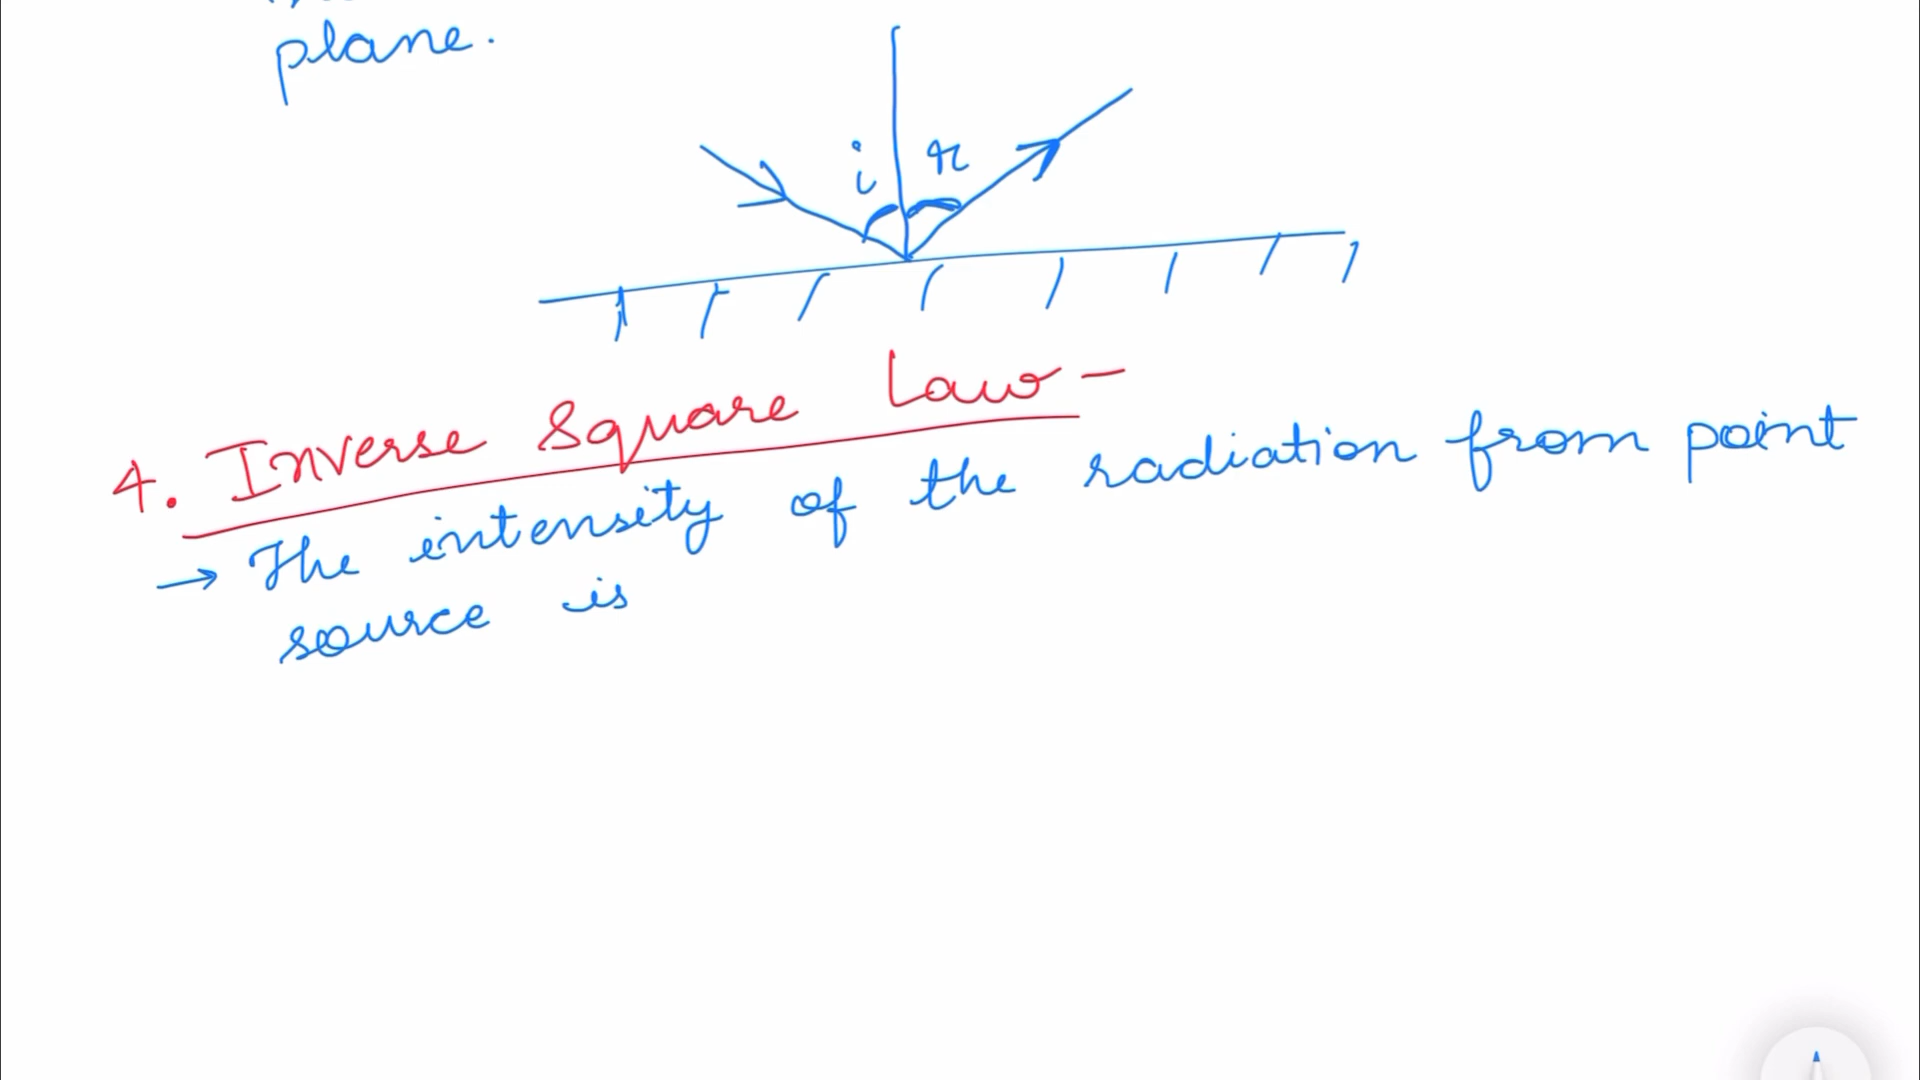 plane.
i r
4. Inverse Square Law -
→ The intensity of the radiation from point
source is